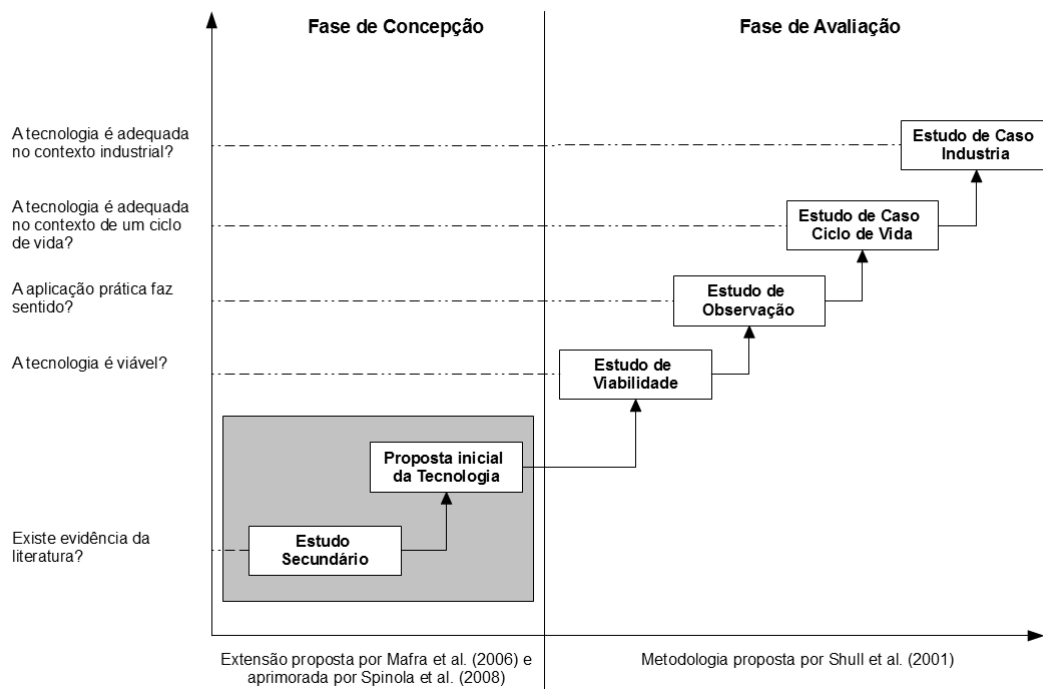 Fase de Concepção
Fase de Avaliação
A tecnologia é adequada
no contexto industrial?
Estudo de Caso
Industria
A tecnologia é adequada
no contexto de um ciclo
de vida?
Estudo de Caso
Ciclo de Vida
A aplicação prática faz
sentido?
Estudo de
Observação
A tecnologia é viável?
Estudo de
Viabilidade
Proposta inicial
da Tecnologia
Existe evidência da
literatura?
Estudo
Secundário
Extensão proposta por Mafra et al. (2006) e
aprimorada por Spinola et al. (2008)
Metodologia proposta por Shull et al. (2001)